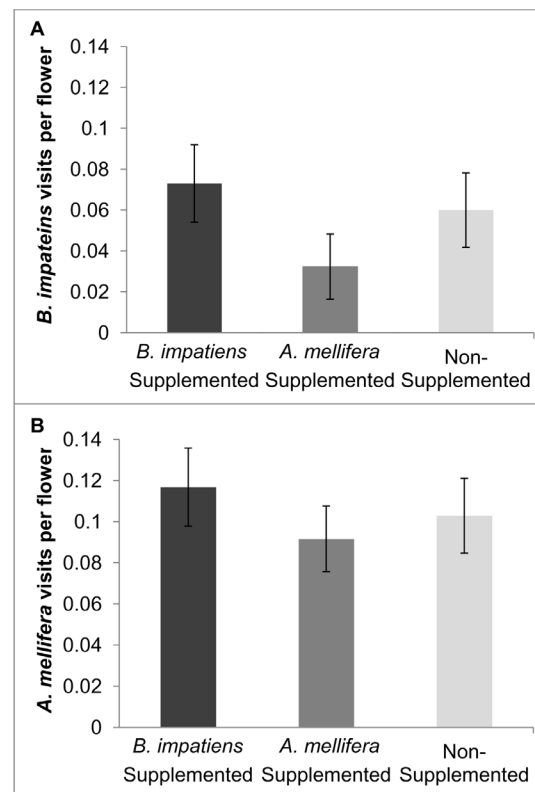 A
B. impateins visits per flower
0.14
0.12
0.1
0.08
0.06
0.04
0.02
0
B. impatiens A. mellifera Non-
Supplemented Supplemented Supplemented
B
A. mellifera visits per flower
0.14
0.12
0.1
0.08
0.06
0.04
0.02
0
B. impatiens A. mellifera Non-
Supplemented Supplemented Supplemented